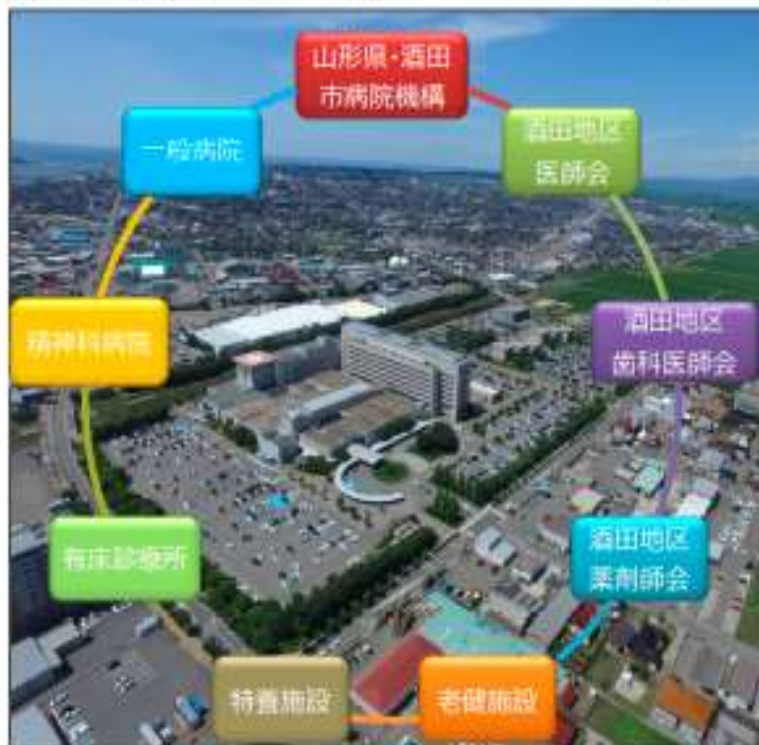 山形県・酒田
市病院機構
酒田地区
医師会
酒田地区
歯科医師会
酒田地区
薬剤師会
老健施設
特養施設
有床診療所
精神科病院
一般病院